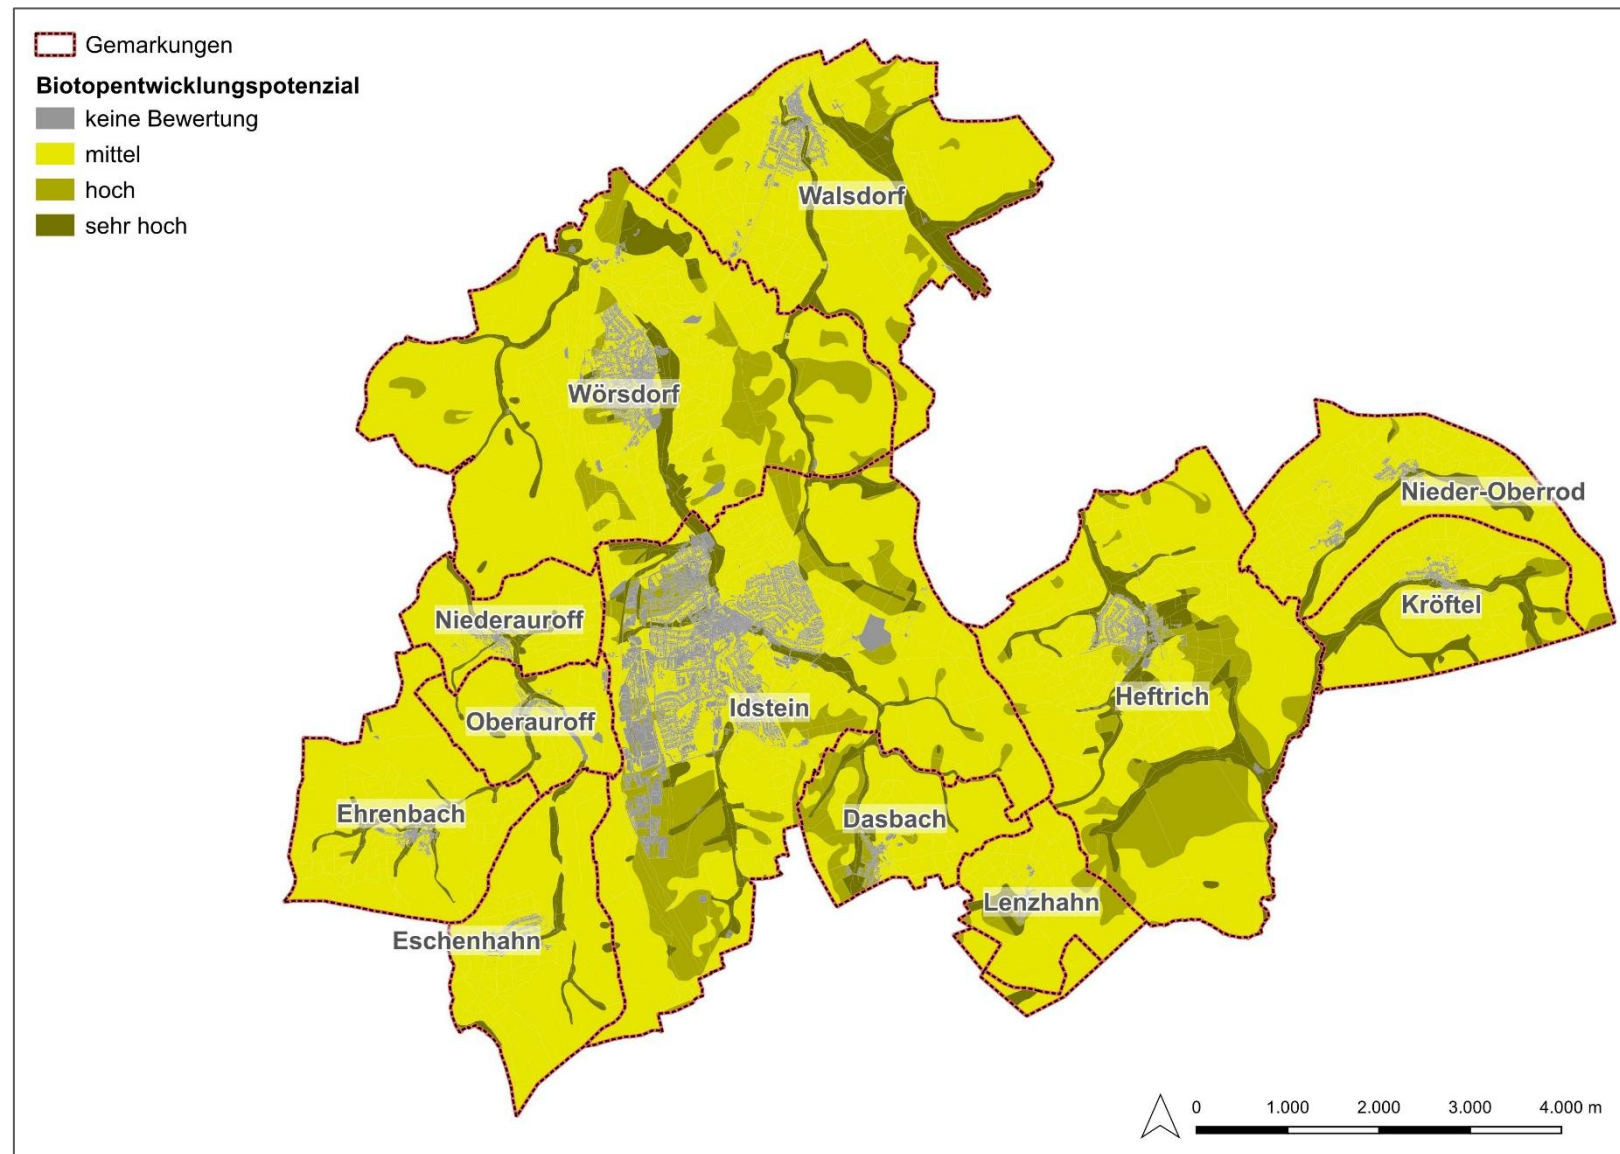 Gemarkungen
Biotopentwicklungspotenzial
keine Bewertung
mittel
hoch
sehr hoch
Walsdorf
Wörsdorf
Nieder-Oberrod
Kröftel
Niederauroff
Heftrich
Oberauroff
Idstein
Ehrenbach
Dasbach
Lenzhahn
Eschenhahn
0 1.000 2.000 3.000 4.000 m